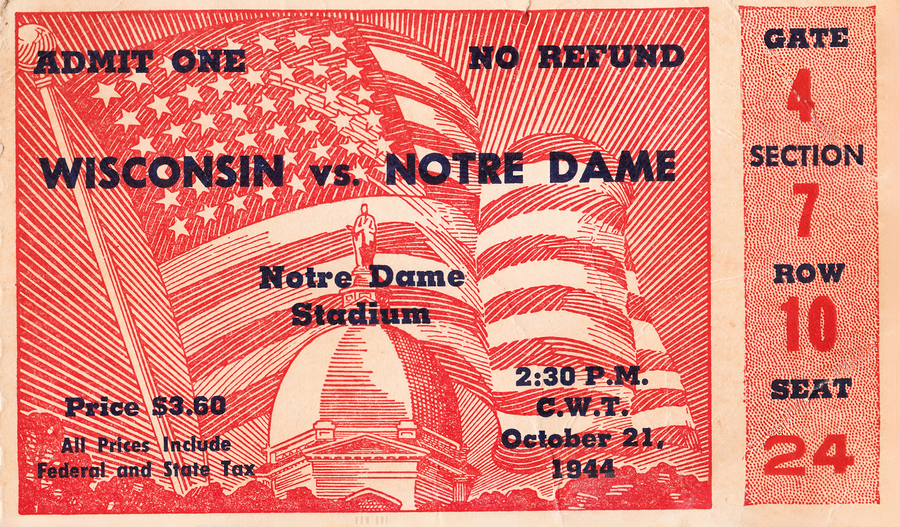 ADMIT ONE
NO REFUND
WISCONSIN vs. NOTRE DAME
Notre Dame
Stadium
Price $3.60
All Prices Include
Federal and State Tax
2:30 P.M.
C.W.T.
October 21,
1944
GATE
4
SECTION
7
ROW
10
SEAT
24